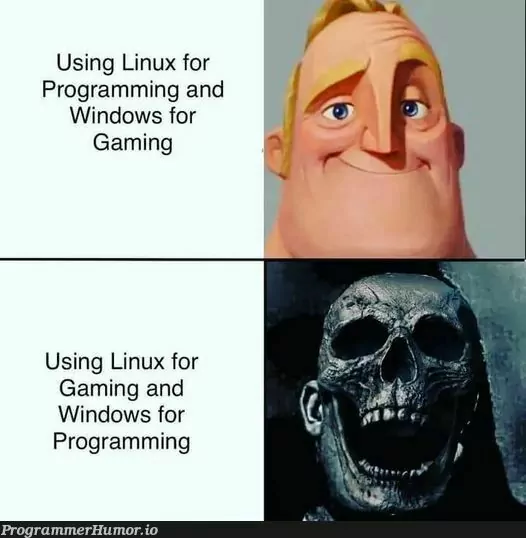 Using Linux for
Programming and
Windows for
Gaming
Using Linux for
Gaming and
Windows for
Programming
ProgrammerHumor.io